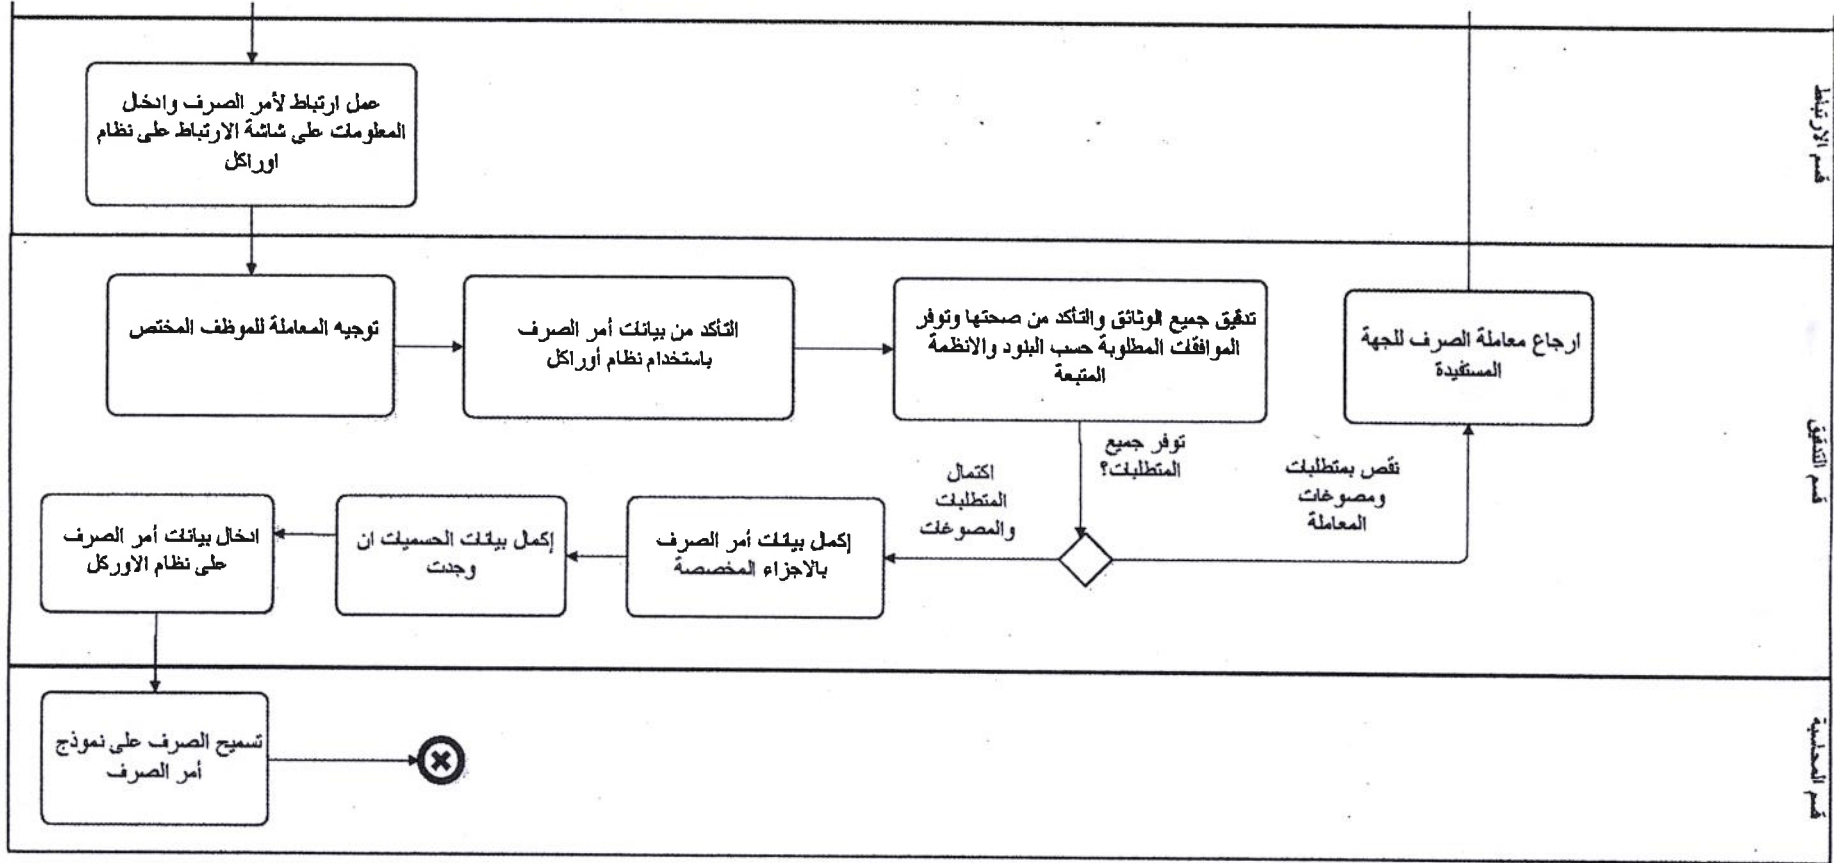 عمل ارتباط لأمر الصرف وادخال
المعلومات على شاشة الارتباط على نظام
اوراكل
قسم الارتباط
توجيه المعاملة للموظف المختص
التأكد من بيانات أمر الصرف
باستخدام نظام أوراكل
تدقيق جميع الوثائق والتأكد من صحتها وتوفر
الموافقات المطلوبة حسب البلود والانظمة
المتبعة
ارجاع معاملة الصرف للجهة
المستفيدة
توفر جميع
المتطلبات؟
اكتمال
المتطلبات
والمصوغات
نقص بمتطلبات
ومصوغات
المعاملة
إكمال بيانات أمر الصرف
بالاجزاء المخصصة
إكمال بيانات الحسميات ان
وجدت
ادخال بيانات أمر الصرف
على نظام الاوركل
قسم التدقيق
تسميح الصرف على نموذج
أمر الصرف
قسم المحاسبة